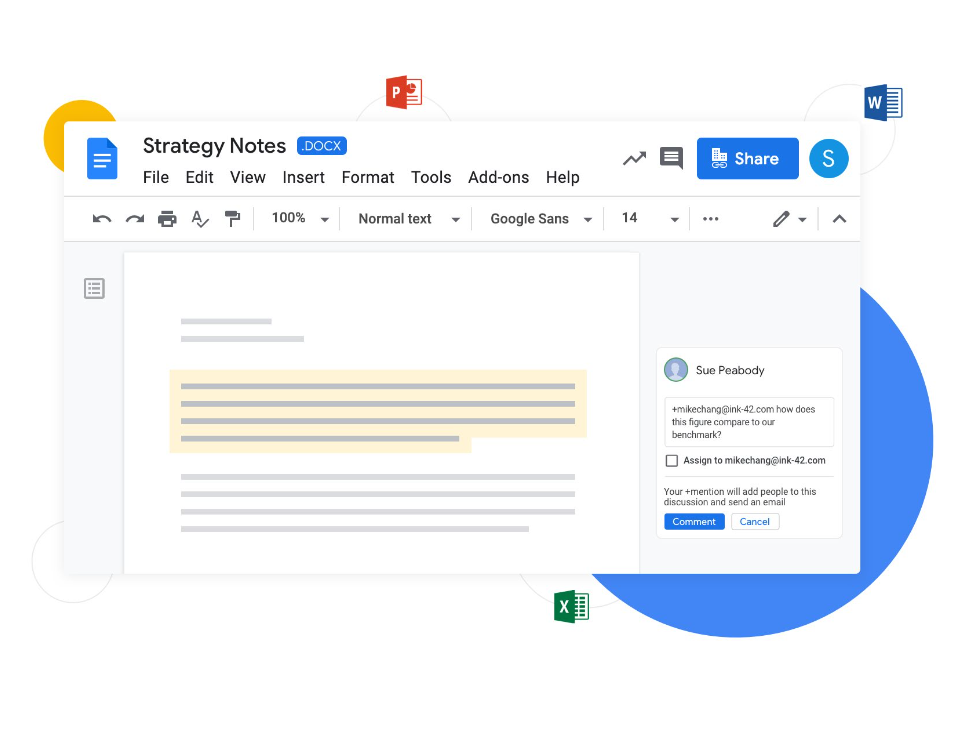 P
W
Strategy Notes .DOCX
Share
S
File Edit View Insert Format Tools Add-ons Help
100% Normal text Google Sans 14
Sue Peabody
+mikechang@ink-42.com how does
this figure compare to our
benchmark?
Assign to mikechang@ink-42.com
Your +mention will add people to this
discussion and send an email
Comment Cancel
X